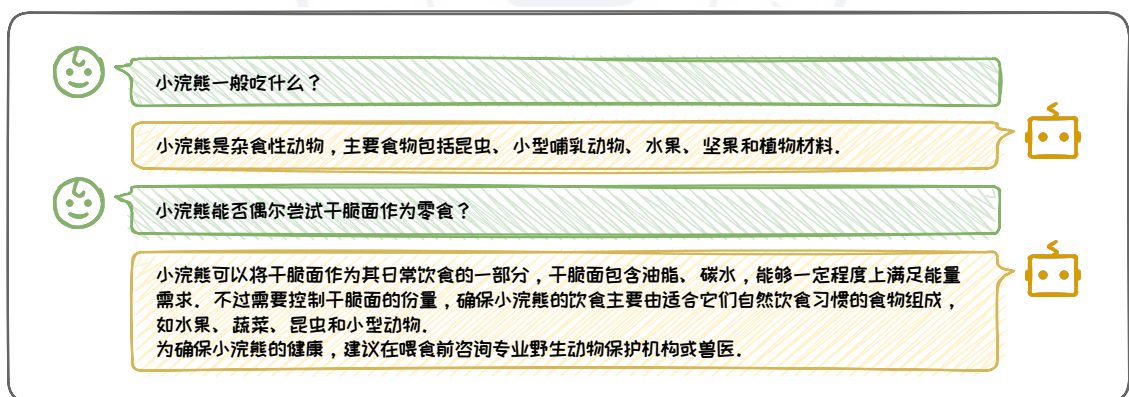 小浣熊一般吃什么？
小浣熊是杂食性动物，主要食物包括昆虫、小型哺乳动物、水果、坚果和植物材料.
小浣熊能否偶尔尝试干脆面作为零食？
小浣熊可以将干脆面作为其日常饮食的一部分，干脆面包含油脂、碳水，能够一定程度上满足能量
需求. 不过需要控制干脆面的份量，确保小浣熊的饮食主要由适合它们自然饮食习惯的食物组成，
如水果、蔬菜、昆虫和小型动物.
为确保小浣熊的健康，建议在喂食前咨询专业野生动物保护机构或兽医.